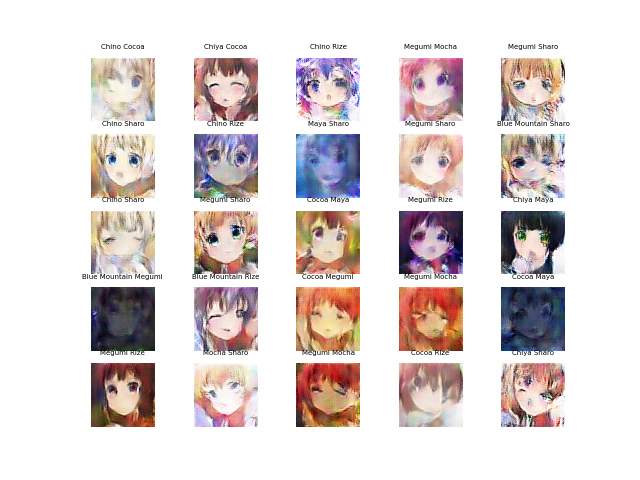 Chino Cocoa
Chiya Cocoa
Chino Rize
Megumi Mocha
Megumi Sharo
Chino Sharo
Chino Rize
Maya Sharo
Megumi Sharo
Blue Mountain Sharo
Chino Sharo
Megumi Sharo
Cocoa Maya
Megumi Rize
Chiya Maya
Blue Mountain Megumi
Blue Mountain Rize
Cocoa Megumi
Megumi Mocha
Cocoa Maya
Megumi Rize
Mocha Sharo
Megumi Mocha
Cocoa Rize
Chiya Sharo